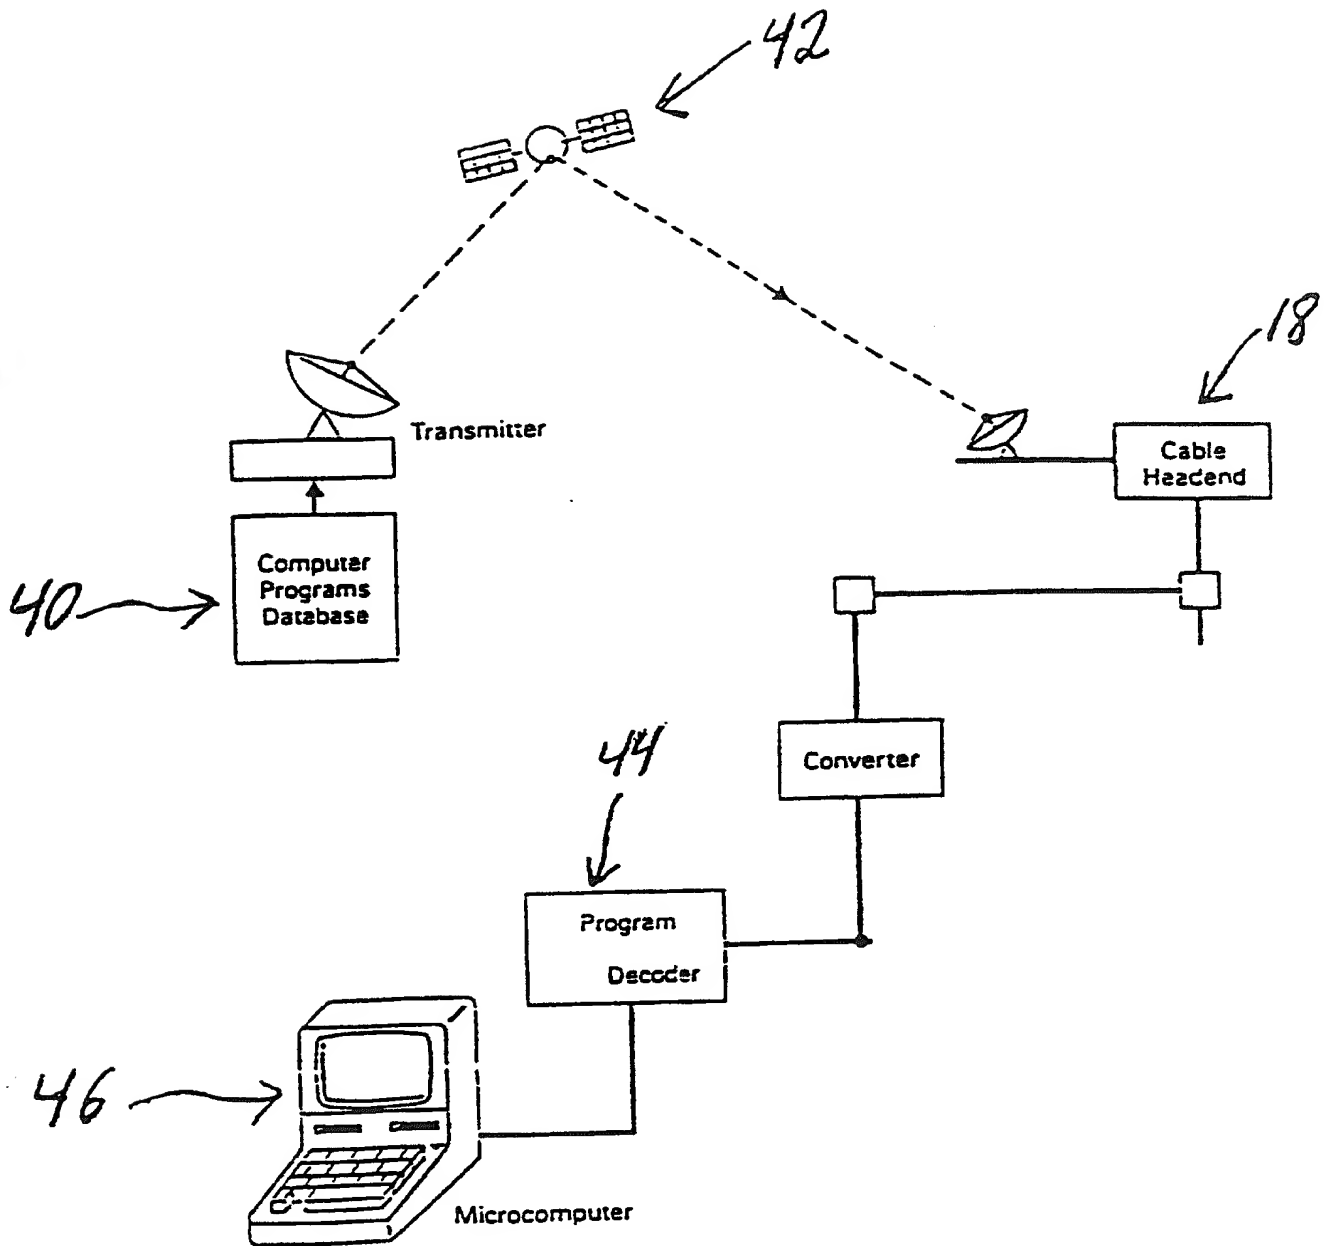 42
18
Transmitter
Cable
Headend
Computer
Programs
Database
40
44
Converter
Program
Decoder
46
Microcomputer